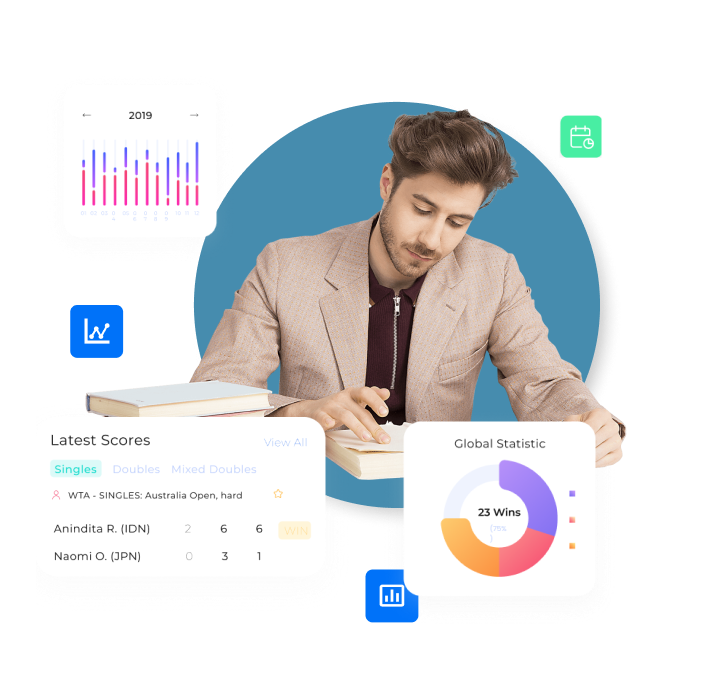 ← 2019 →
Latest Scores
View All
Singles Doubles Mixed Doubles
WTA - SINGLES: Australia Open, hard
Anindita R. (IDN) 2 6 6 WIN
Naomi O. (JPN) 0 3 1
Global Statistic
23 Wins